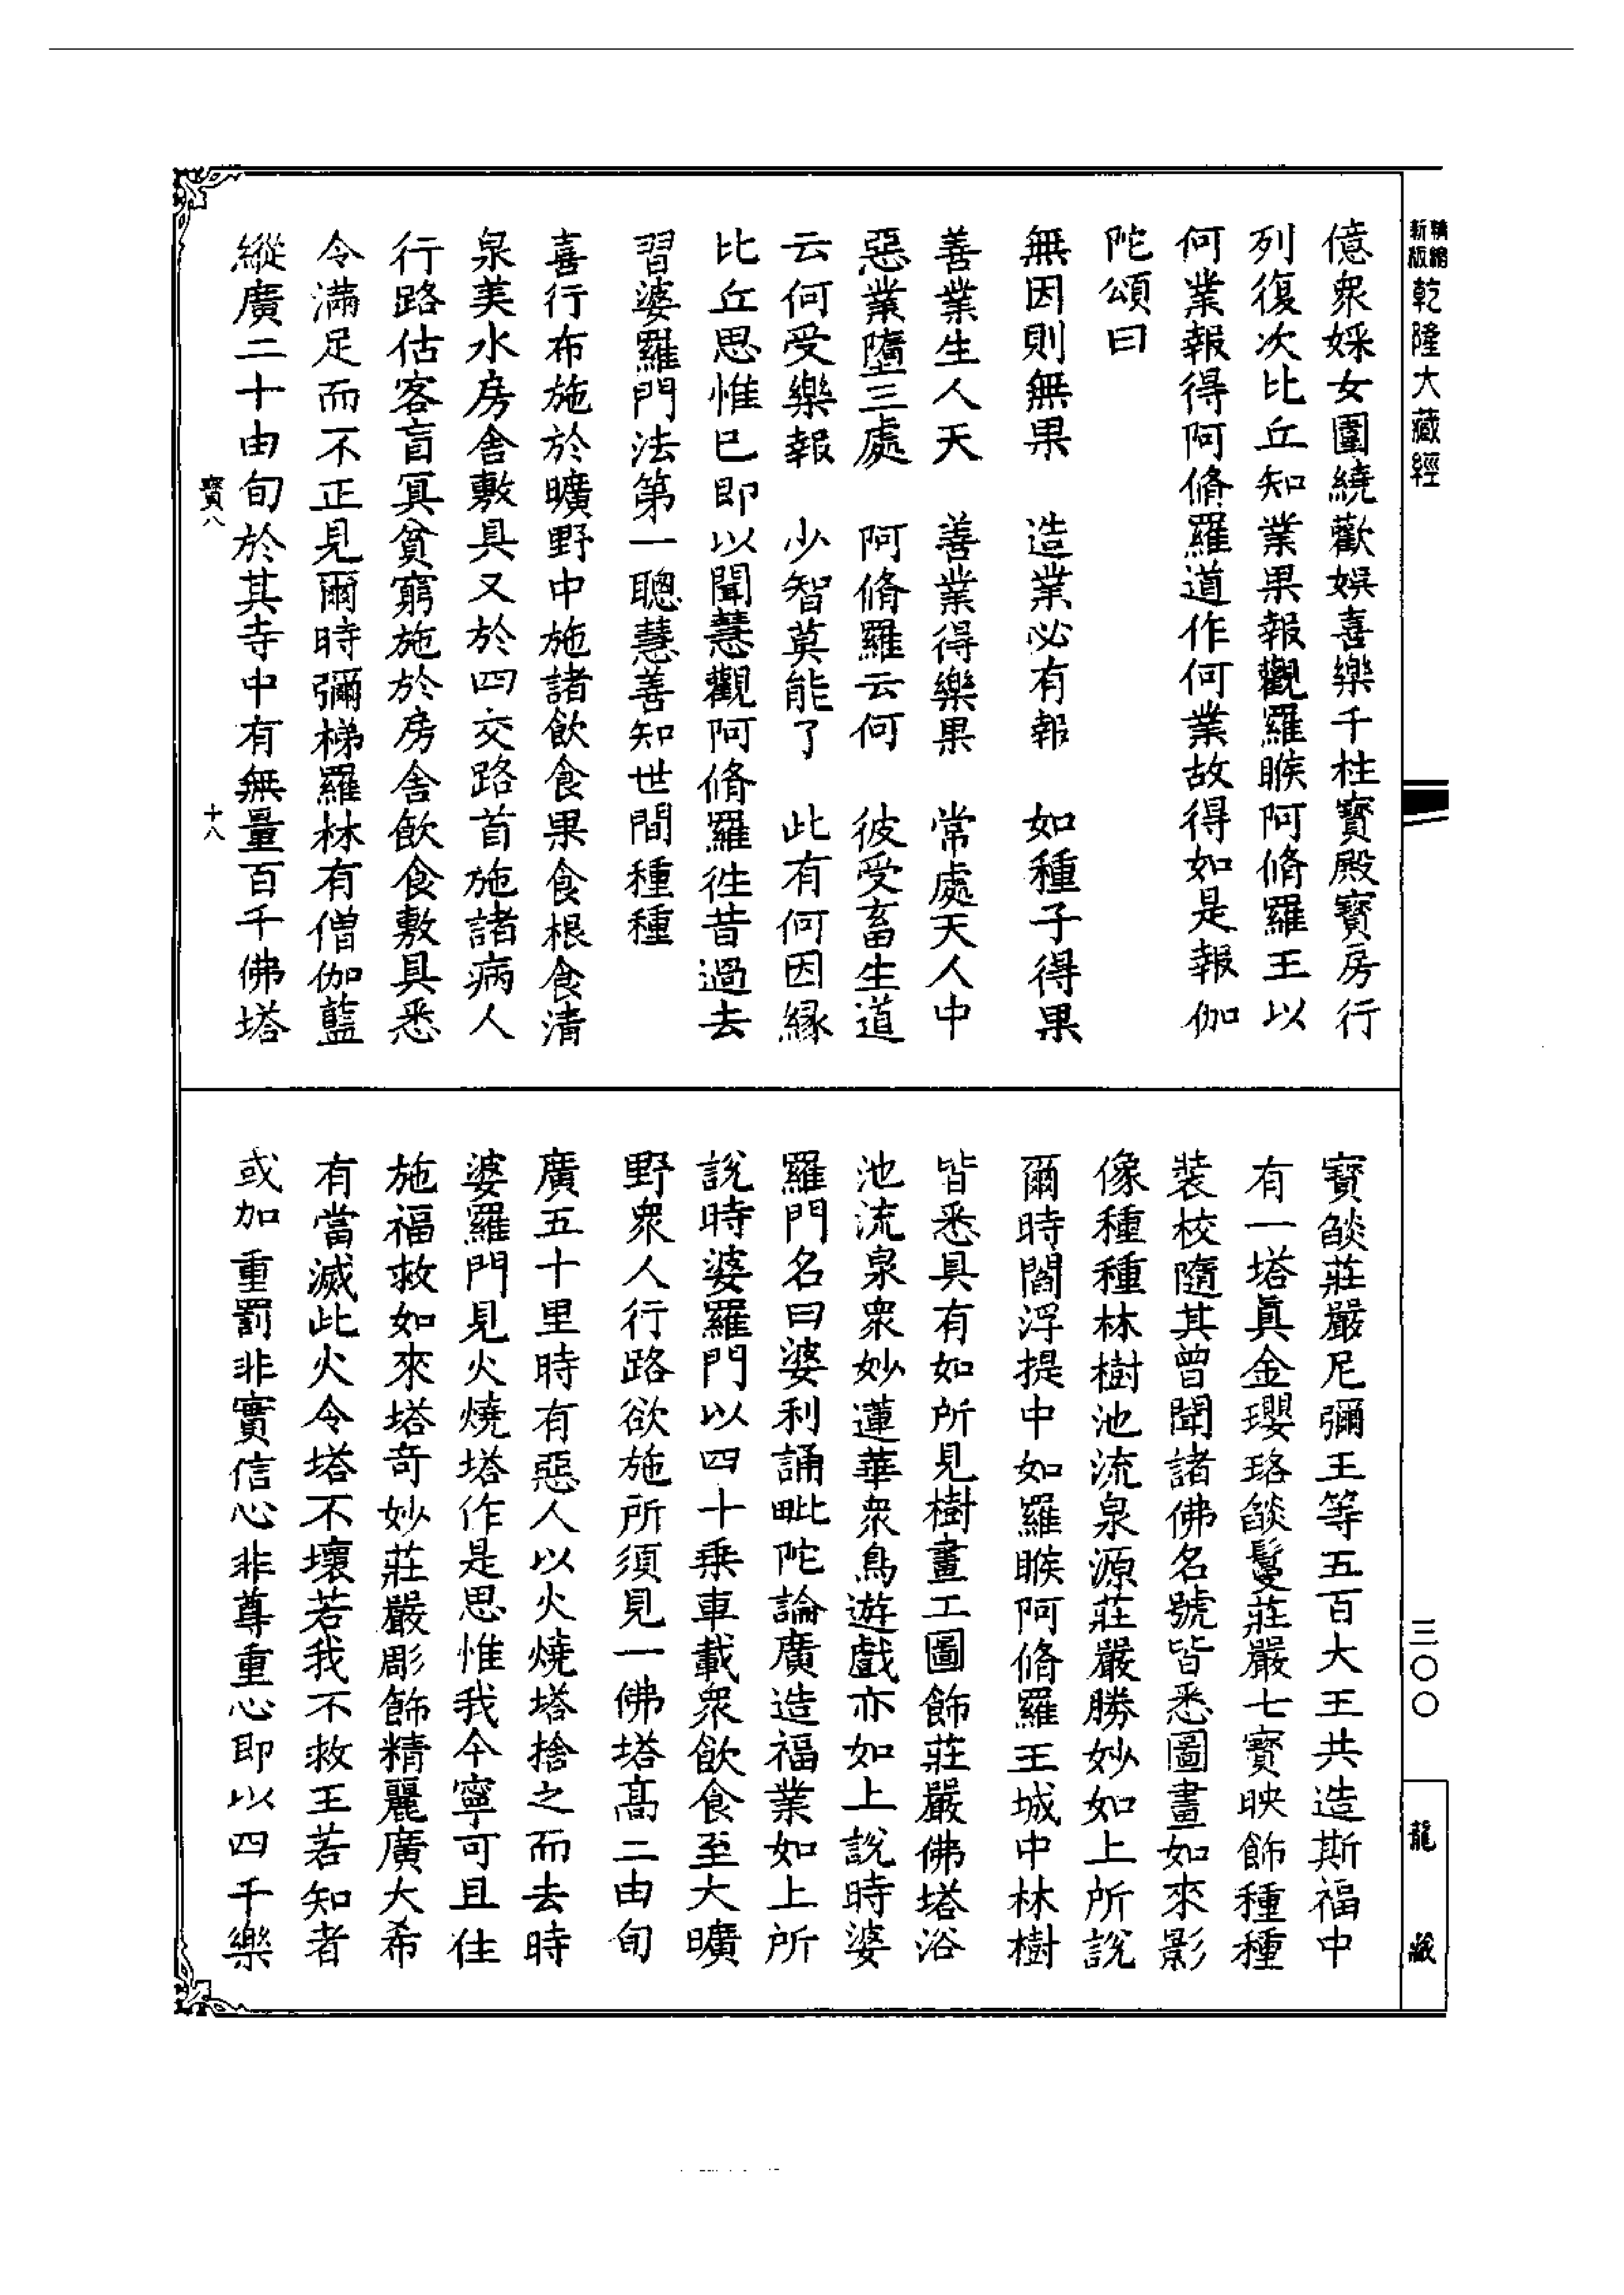 精縮新版乾隆大藏經
三〇〇
龍藏
億衆婇女圍繞歡娛喜樂千柱寶殿寶房行
列復次比丘知業果報觀羅睺阿脩羅王以
何業報得阿脩羅道作何業故得如是報伽
陀頌曰
無因則無果 造業必有報 如種子得果
善業生人天 善業得樂果 常處天人中
惡業墮三處 阿脩羅云何 彼受畜生道
云何受樂報 少智莫能了 此有何因緣
比丘思惟已即以聞慧觀阿脩羅徃昔過去
習婆羅門法第一聰慧善知世間種種
喜行布施於曠野中施諸飲食果食根食清
泉美水房舍敷具又於四交路首施諸病人
行路估客盲冥貧窮施於房舍飲食敷具悉
令滿足而不正見爾時彌梯羅林有僧伽藍
縱廣二十由旬於其寺中有無量百千佛塔
寶八 十八
寶燄莊嚴尼彌王等五百大王共造斯福中
有一塔眞金瓔珞燄鬘莊嚴七寶映飾種種
裝校隨其曾聞諸佛名號皆悉圖畫如來影
像種種林樹池流泉源莊嚴勝妙如上所說
爾時閻浮提中如羅睺阿脩羅王城中林樹
皆悉具有如所見樹畫工圖飾莊嚴佛塔浴
池流泉衆妙蓮華衆鳥遊戲亦如上說時婆
羅門名曰婆利誦毗陀論廣造福業如上所
說時婆羅門以四十乗車載衆飲食至大曠
野衆人行路欲施所須見一佛塔髙二由旬
廣五十里時有惡人以火燒塔捨之而去時
婆羅門見火燒塔作是思惟我今寧可且住
施福救如來塔奇妙莊嚴彫飾精麗廣大希
有當滅此火令塔不壞若我不救王若知者
或加重罰非實信心非尊重心即以四千樂